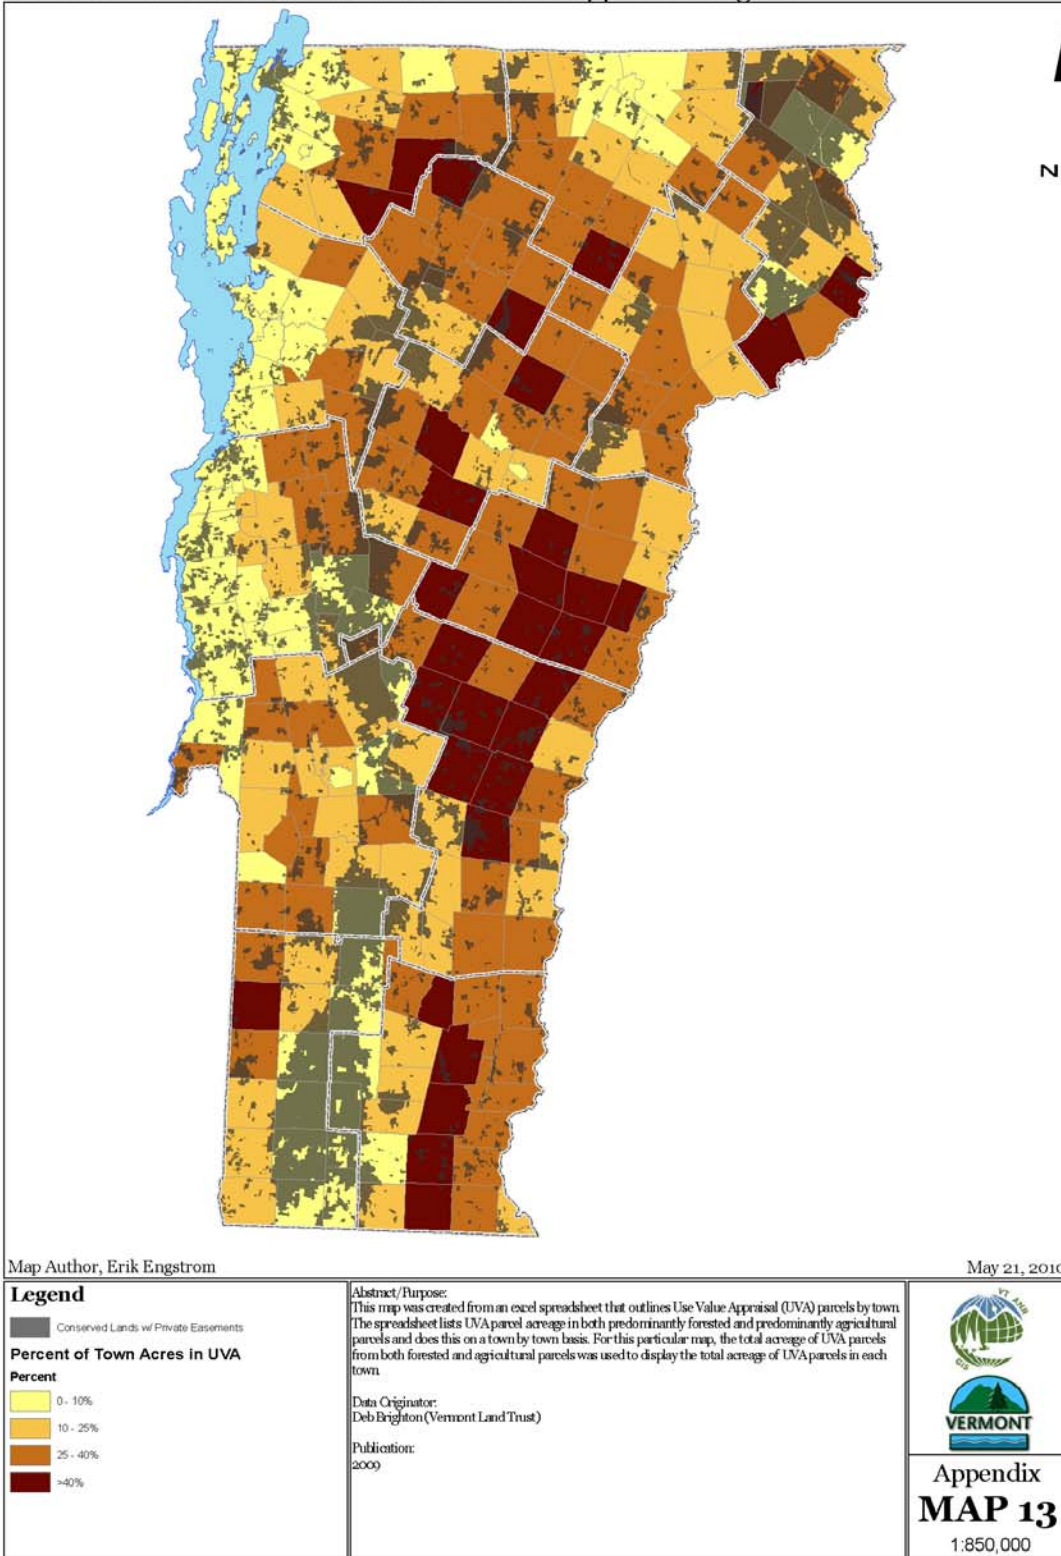 Map Author, Erik Engstrom
May 21, 2010
Legend
Conserved Lands w/ Private Easements
Percent of Town Acres in UVA
Percent
0 - 10%
10 - 25%
25 - 40%
>40%
Abstract/Purpose:
This map was created from an excel spreadsheet that outlines Use Value Appraisal (UVA) parcels by town.
The spreadsheet lists UVA parcel acreage in both predominantly forested and predominantly agricultural
parcels and does this on a town by town basis. For this particular map, the total acreage of UVA parcels
from both forested and agricultural parcels was used to display the total acreage of UVA parcels in each
town.
Data Originator:
Deb Brighton (Vermont Land Trust)
Publication:
2009
VT ANR
GIS
VERMONT
Appendix
MAP 13
1:850,000
N